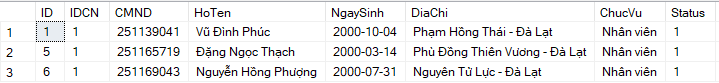 ID IDCN CMND HoTen NgaySinh DiaChi ChucVu Status
1 1 1 251139041 Vũ Đình Phúc 2000-10-04 Phạm Hồng Thái - Đà Lạt Nhân viên 1
2 5 1 251165719 Đặng Ngọc Thạch 2000-03-14 Phù Đổng Thiên Vương - Đà Lạt Nhân viên 1
3 6 1 251169043 Nguyễn Hồng Phượng 2000-07-31 Nguyên Tử Lực - Đà Lạt Nhân viên 1